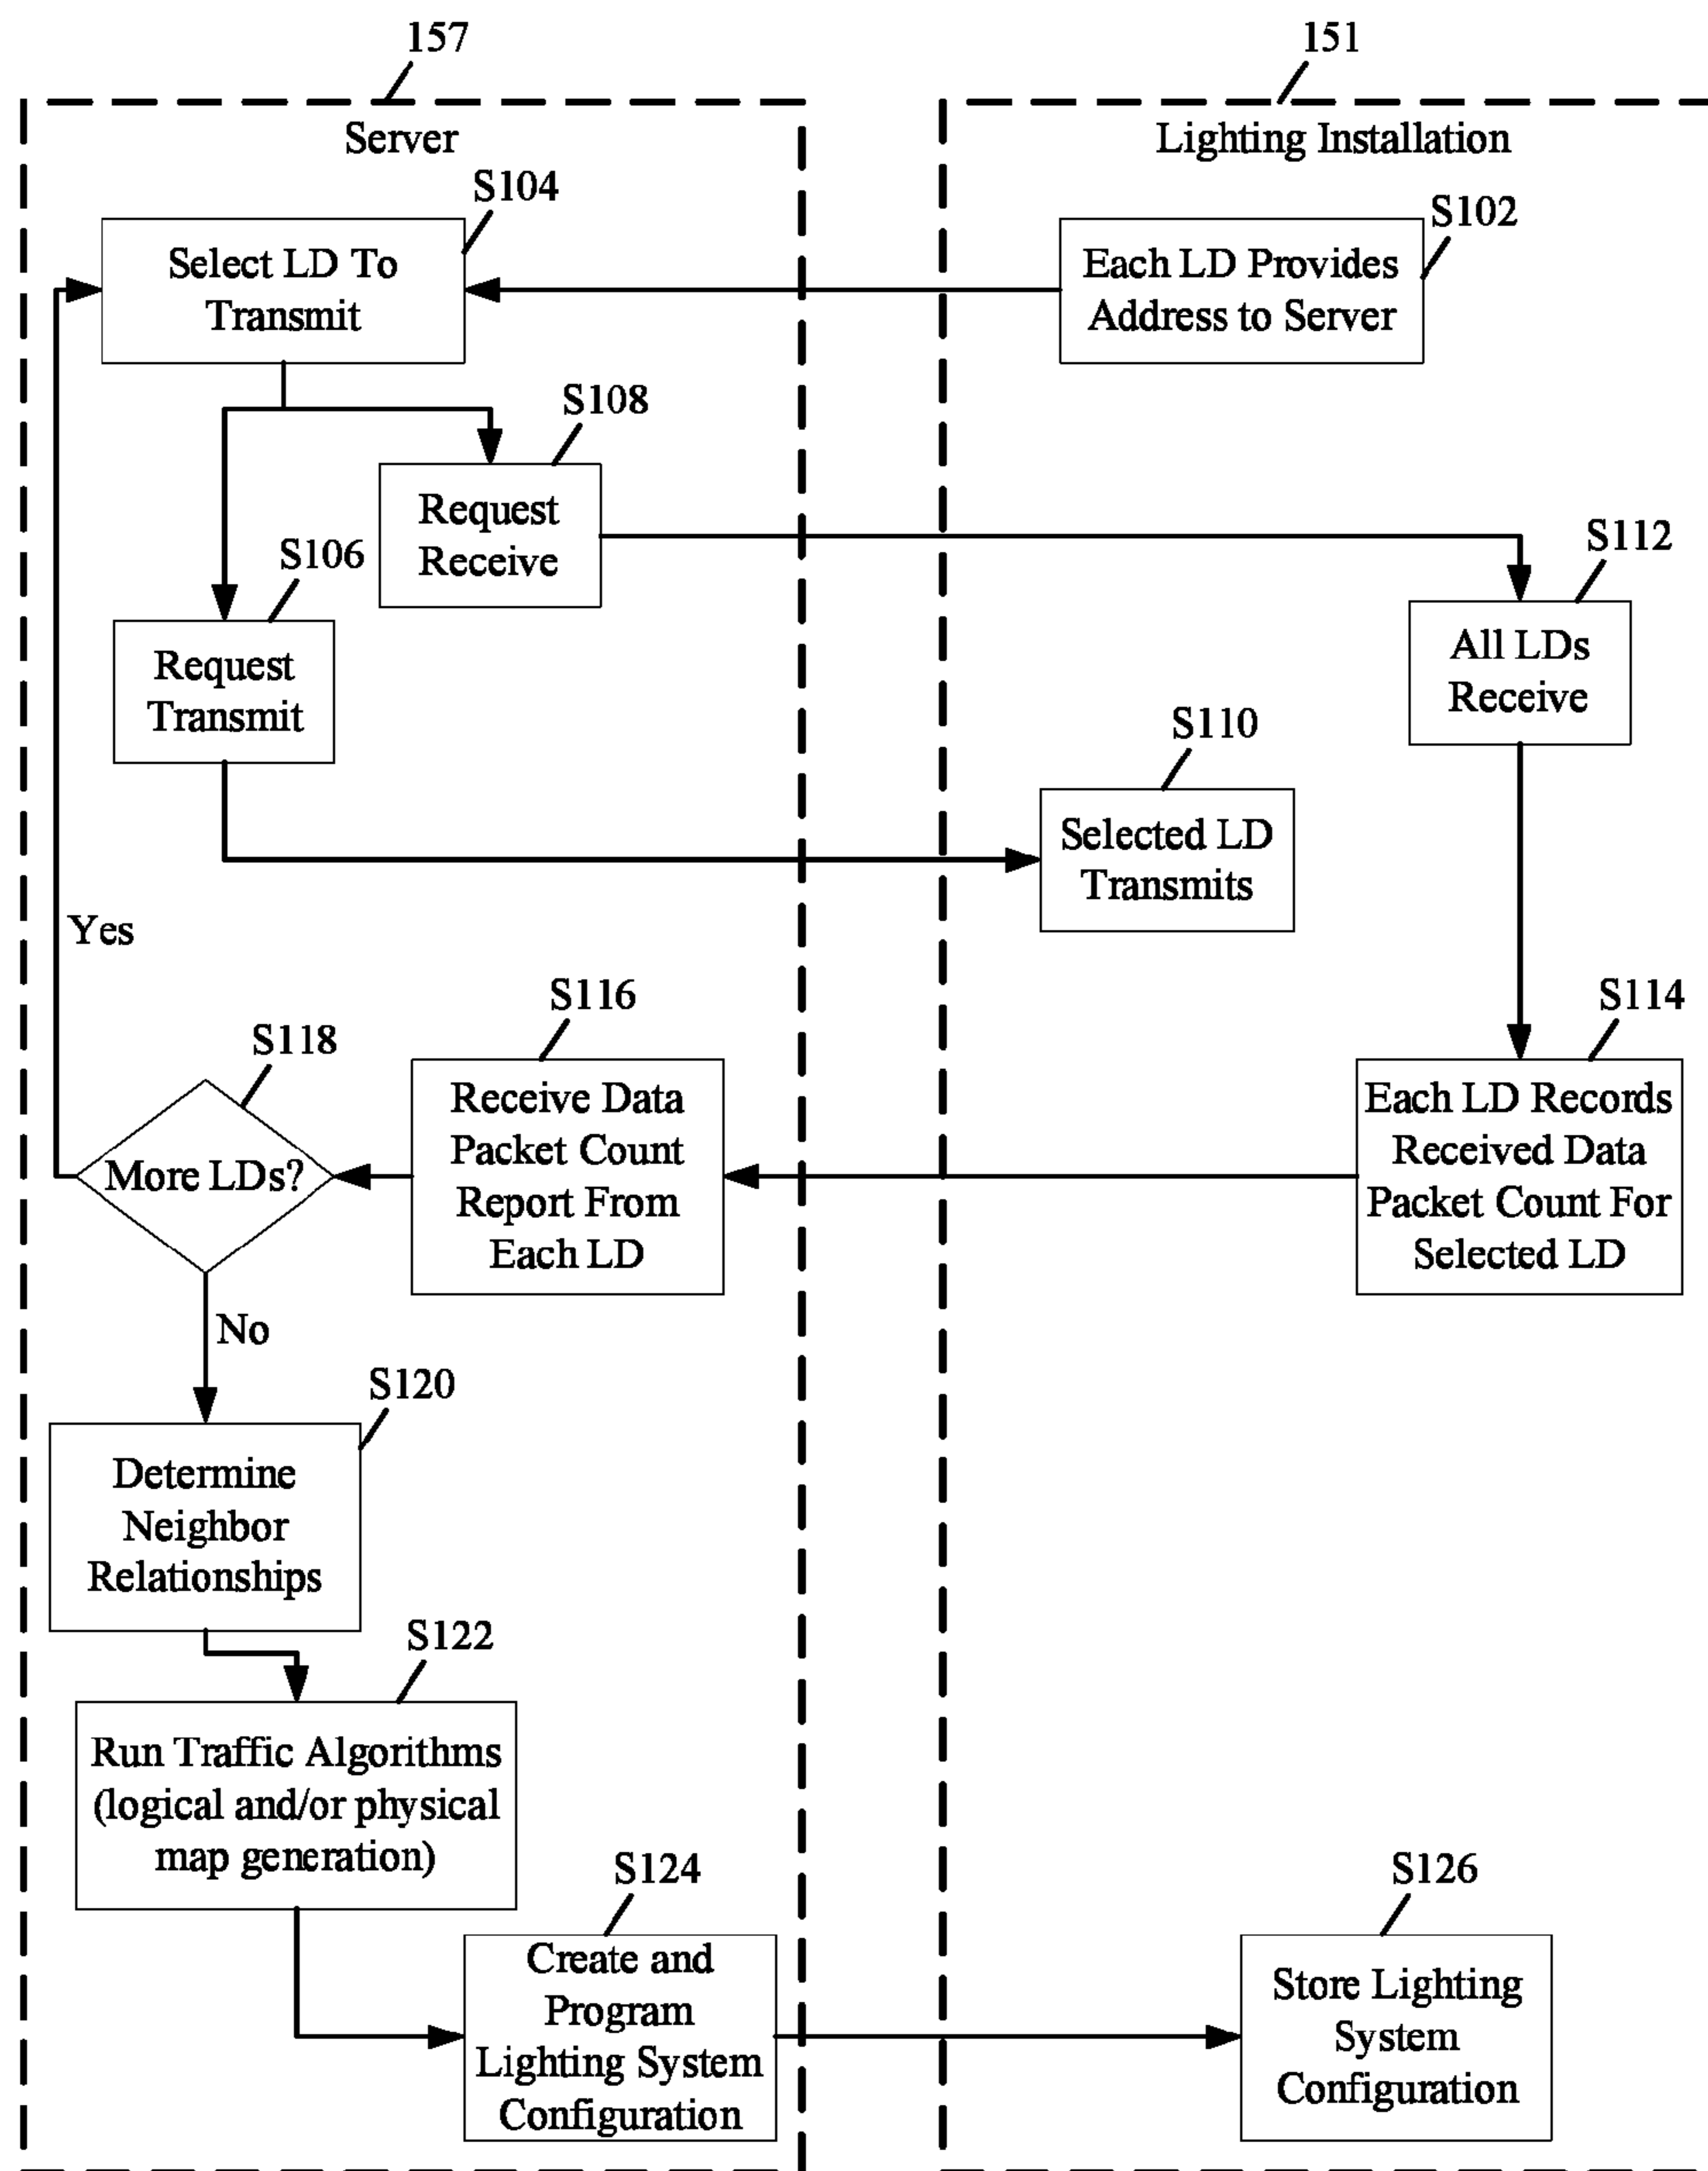 157
151
Server
Lighting Installation
S104
S102
Select LD To
Transmit
Each LD Provides
Address to Server
S108
Request
Receive
S106
Request
Transmit
S112
All LDs
Receive
S110
Selected LD
Transmits
Yes
S118
More LDs?
S116
Receive Data
Packet Count
Report From
Each LD
S114
Each LD Records
Received Data
Packet Count For
Selected LD
No
S120
Determine
Neighbor
Relationships
S122
Run Traffic Algorithms
(logical and/or physical
map generation)
S124
Create and
Program
Lighting System
Configuration
S126
Store Lighting
System
Configuration